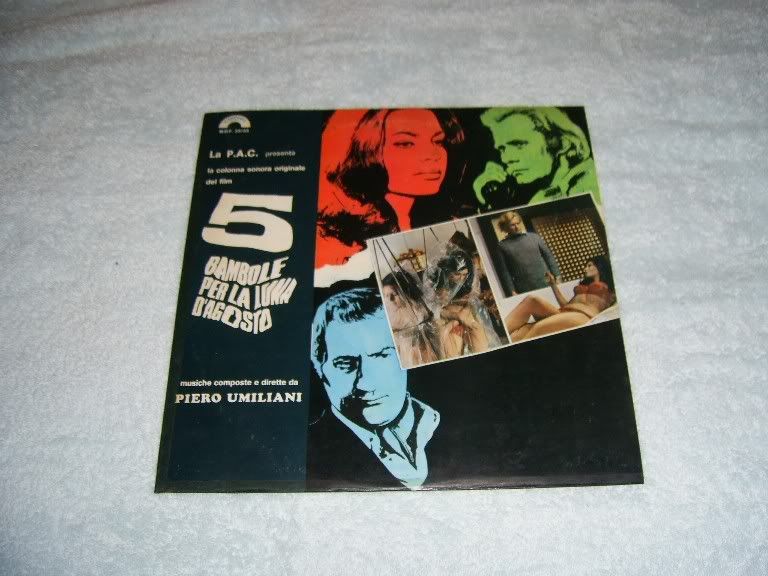 La P.A.C. presenta
la colonna sonora originale
del film
5
BAMBOLE
PER LA LUNA
D'AGOSTO
musiche composte e dirette da
PIERO UMILIANI